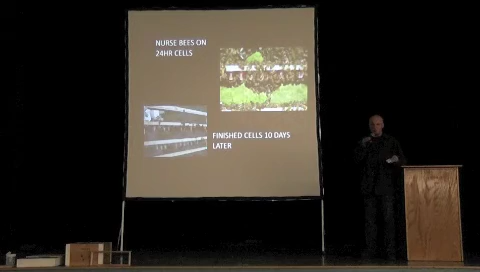 NURSE BEES ON
24HR CELLS
FINISHED CELLS 10 DAYS
LATER